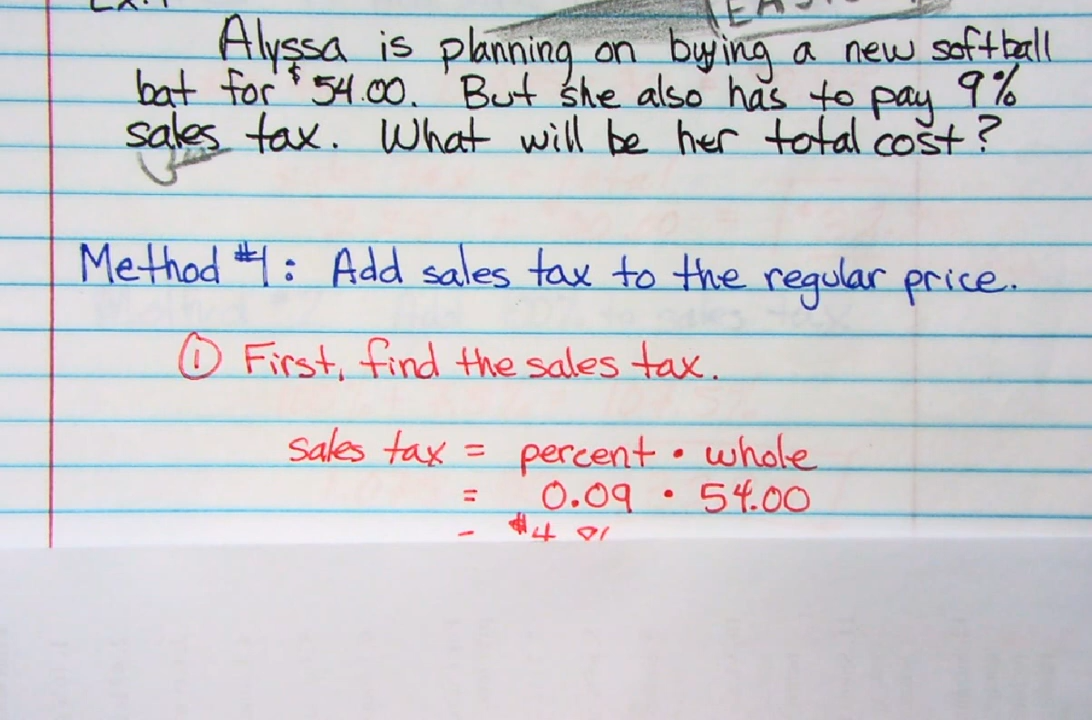 Ex.1
Alyssa is planning on buying a new softball
bat for $54.00. But she also has to pay 9%
sales tax. What will be her total cost?
Method #1: Add sales tax to the regular price.
① First, find the sales tax.
sales tax = percent • whole
= 0.09 • 54.00